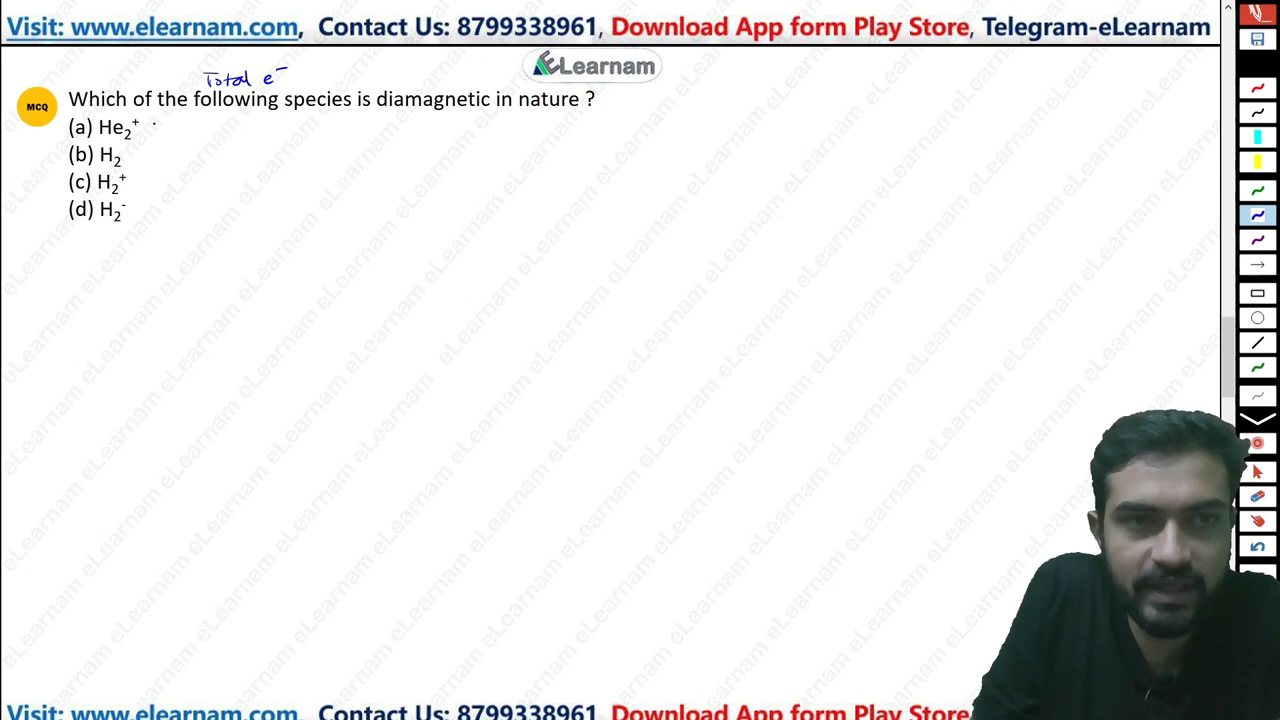 Visit: www.elearnam.com, Contact Us: 8799338961, Download App form Play Store, Telegram-eLearnam
ELearnam
Total e⁻
MCQ
Which of the following species is diamagnetic in nature ?
(a) He₂⁺
(b) H₂
(c) H₂⁺
(d) H₂⁻
Visit: www.elearnam.com, Contact Us: 8799338961, Download App form Play Store